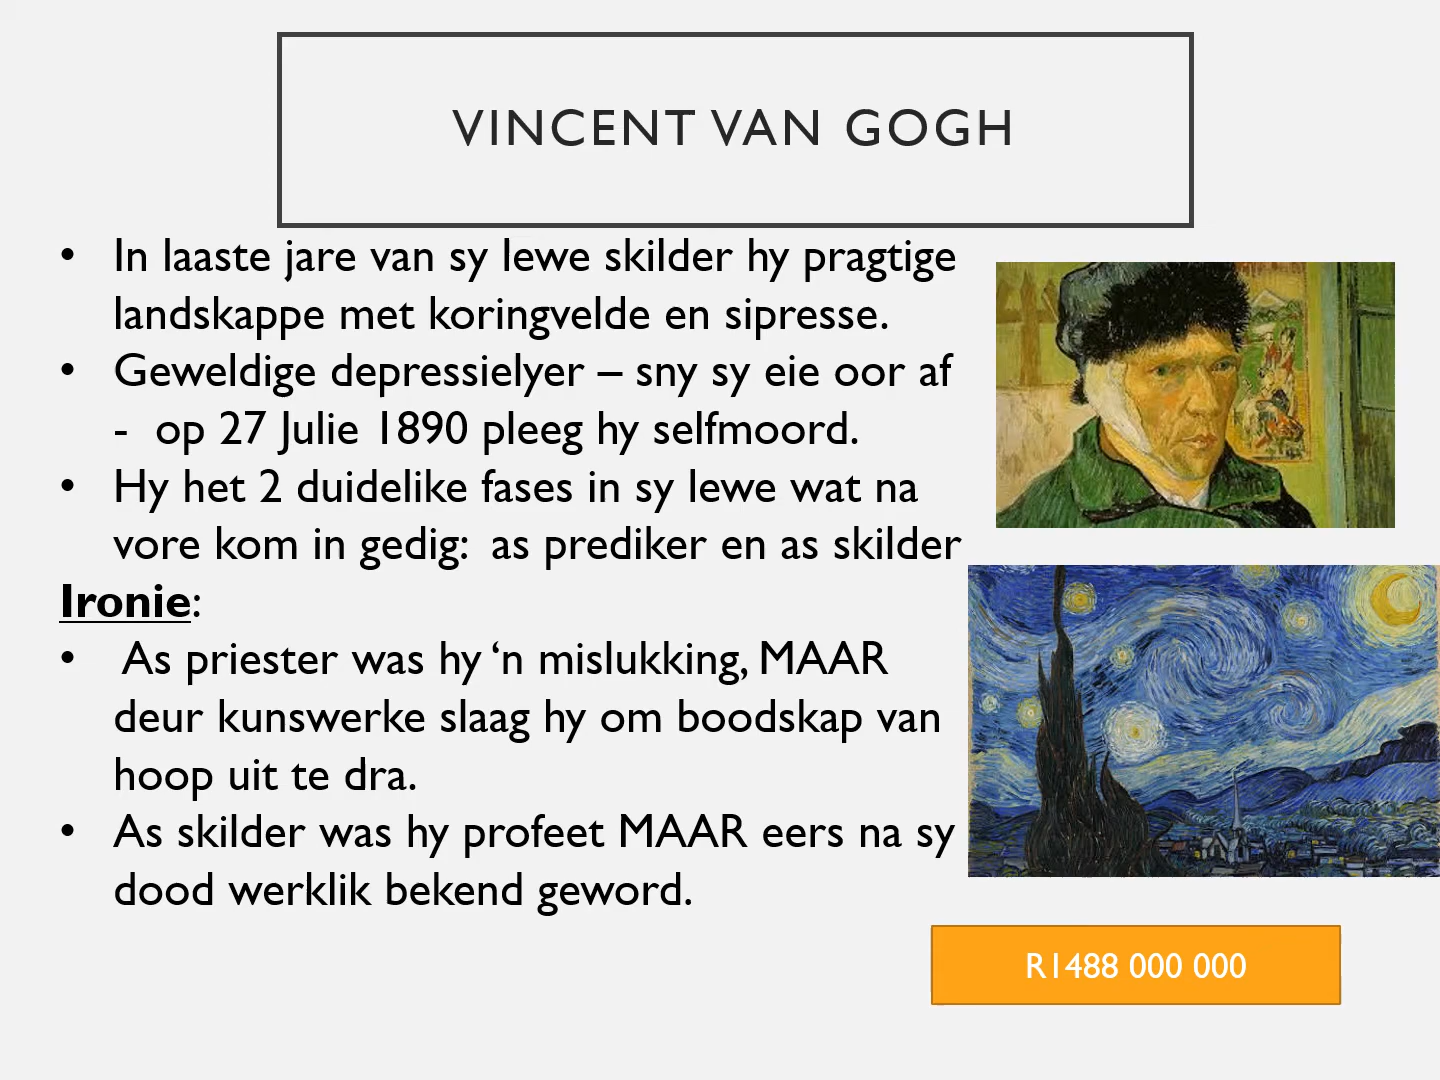 VINCENT VAN GOGH
• In laaste jare van sy lewe skilder hy pragtige
landskappe met koringvelde en sipresse.
• Geweldige depressielyer – sny sy eie oor af
- op 27 Julie 1890 pleeg hy selfmoord.
• Hy het 2 duidelike fases in sy lewe wat na
vore kom in gedig: as prediker en as skilder
Ironie:
• As priester was hy ‘n mislukking, MAAR
deur kunswerke slaag hy om boodskap van
hoop uit te dra.
• As skilder was hy profeet MAAR eers na sy
dood werklik bekend geword.
R1488 000 000